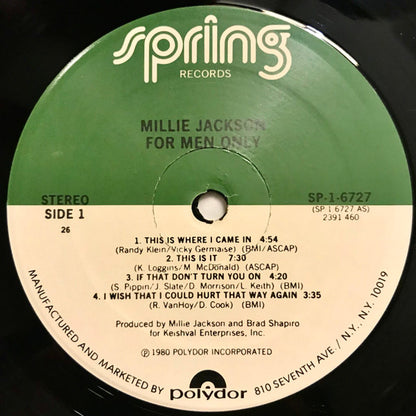 spring
RECORDS
MILLIE JACKSON
FOR MEN ONLY
STEREO
SIDE 1
26
SP-1-6727
(SP 1 6727 AS)
2391 460
1. THIS IS WHERE I CAME IN 4:54
(Randy Klein/Vicky Germaise) (BMI/ASCAP)
2. THIS IS IT 7:30
(K. Loggins/M. McDonald) (ASCAP)
3. IF THAT DON'T TURN YOU ON 4:20
(S. Pippin/J. Slate/D. Morrison/L. Keith) (BMI)
4. I WISH THAT I COULD HURT THAT WAY AGAIN 3:35
(R. VanHoy/D. Cook) (BMI)
Produced by Millie Jackson and Brad Shapiro
for Keishval Enterprises, Inc.
℗ 1980 POLYDOR INCORPORATED
MANUFACTURED AND MARKETED BY polydor 810 SEVENTH AVE / N.Y. N.Y. 10019